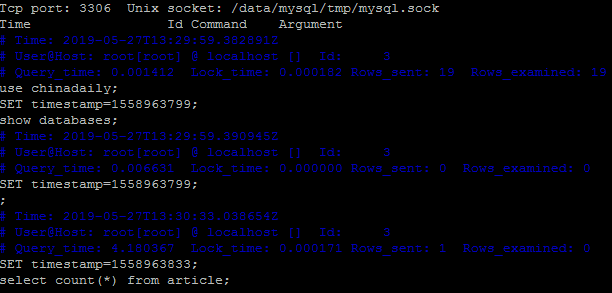 Tcp port: 3306  Unix socket: /data/mysql/tmp/mysql.sock
Time                 Id Command    Argument
# Time: 2019-05-27T13:29:59.382891Z
# User@Host: root[root] @ localhost []  Id:     3
# Query_time: 0.001412  Lock_time: 0.000182 Rows_sent: 19  Rows_examined: 19
use chinadaily;
SET timestamp=1558963799;
show databases;
# Time: 2019-05-27T13:29:59.390945Z
# User@Host: root[root] @ localhost []  Id:     3
# Query_time: 0.006631  Lock_time: 0.000000 Rows_sent: 0  Rows_examined: 0
SET timestamp=1558963799;
;
# Time: 2019-05-27T13:30:33.038654Z
# User@Host: root[root] @ localhost []  Id:     3
# Query_time: 4.180367  Lock_time: 0.000171 Rows_sent: 1  Rows_examined: 0
SET timestamp=1558963833;
select count(*) from article;